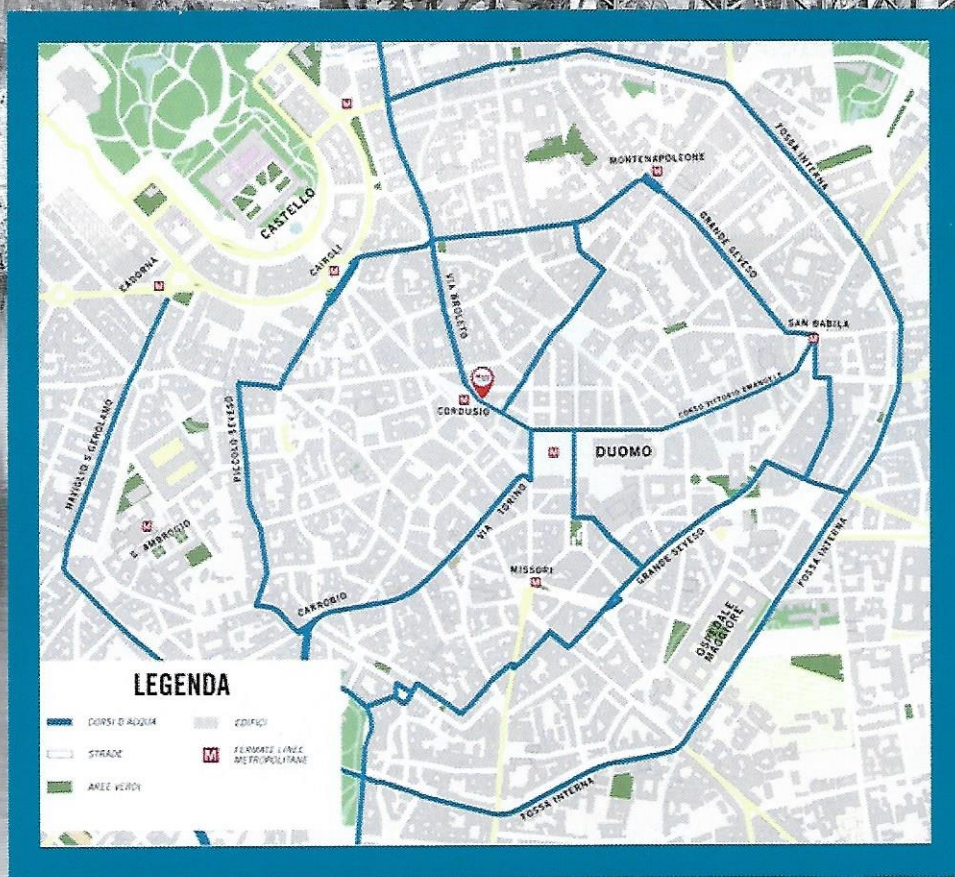 FOSSA INTERNA
MONTENAPOLEONE
M
M
CASTELLO
GRANDE SEVESO
CAIROLI
M
CADORNA
M
VIA BROLETO
SAN BABILA
M
CORSO VITTORIO EMANUELE
M
CORDUSIO
PICCOLO SEVESO
NAVIGLIO S. GEROLAMO
DUOMO
M
VIA TORINO
M
S. AMBROGIO
GRANDE SEVESO
FOSSA INTERNA
MISSORI
M
CARROBIO
OSPEDALE
MAGGIORE
FOSSA INTERNA
LEGENDA
CORSI D'ACQUA
STRADE
AREE VERDI
EDIFICI
M
FERMATE LINEE
METROPOLITANE